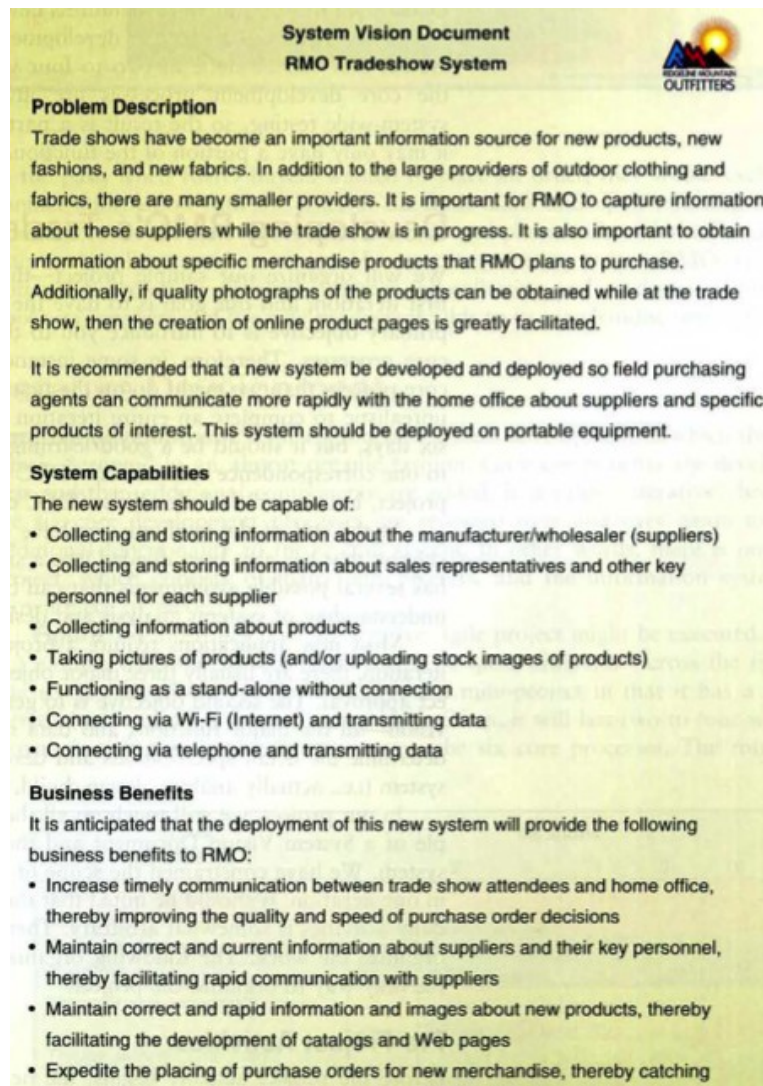 System Vision Document
RMO Tradeshow System
RIDGELINE MOUNTAIN
OUTFITTERS
Problem Description
Trade shows have become an important information source for new products, new
fashions, and new fabrics. In addition to the large providers of outdoor clothing and
fabrics, there are many smaller providers. It is important for RMO to capture information
about these suppliers while the trade show is in progress. It is also important to obtain
information about specific merchandise products that RMO plans to purchase.
Additionally, if quality photographs of the products can be obtained while at the trade
show, then the creation of online product pages is greatly facilitated.
It is recommended that a new system be developed and deployed so field purchasing
agents can communicate more rapidly with the home office about suppliers and specific
products of interest. This system should be deployed on portable equipment.
System Capabilities
The new system should be capable of:
• Collecting and storing information about the manufacturer/wholesaler (suppliers)
• Collecting and storing information about sales representatives and other key
personnel for each supplier
• Collecting information about products
• Taking pictures of products (and/or uploading stock images of products)
• Functioning as a stand-alone without connection
• Connecting via Wi-Fi (Internet) and transmitting data
• Connecting via telephone and transmitting data
Business Benefits
It is anticipated that the deployment of this new system will provide the following
business benefits to RMO:
• Increase timely communication between trade show attendees and home office,
thereby improving the quality and speed of purchase order decisions
• Maintain correct and current information about suppliers and their key personnel,
thereby facilitating rapid communication with suppliers
• Maintain correct and rapid information and images about new products, thereby
facilitating the development of catalogs and Web pages
• Expedite the placing of purchase orders for new merchandise, thereby catching